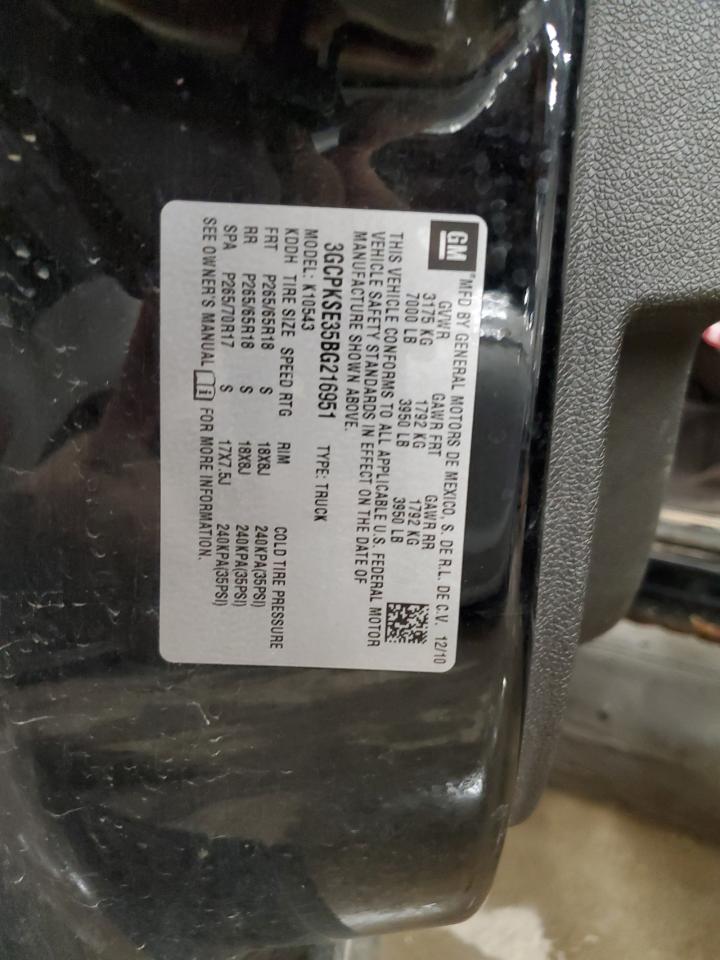 GM
*MFD BY GENERAL MOTORS DE MEXICO, S. DE R.L. DE C.V. 12/10
GVWR GAWR FRT GAWR RR
3175 KG 1792 KG 1792 KG
7000 LB 3950 LB 3950 LB
THIS VEHICLE CONFORMS TO ALL APPLICABLE U.S. FEDERAL MOTOR
VEHICLE SAFETY STANDARDS IN EFFECT ON THE DATE OF
MANUFACTURE SHOWN ABOVE.
3GCPKSE35BG216951 TYPE: TRUCK
MODEL: K10543
KDDH TIRE SIZE SPEED RTG RIM COLD TIRE PRESSURE
FRT P265/65R18 S 18X8J 240KPA(35PSI)
RR P265/65R18 S 18X8J 240KPA(35PSI)
SPA P265/70R17 S 17X7.5J 240KPA(35PSI)
SEE OWNER'S MANUAL i FOR MORE INFORMATION.